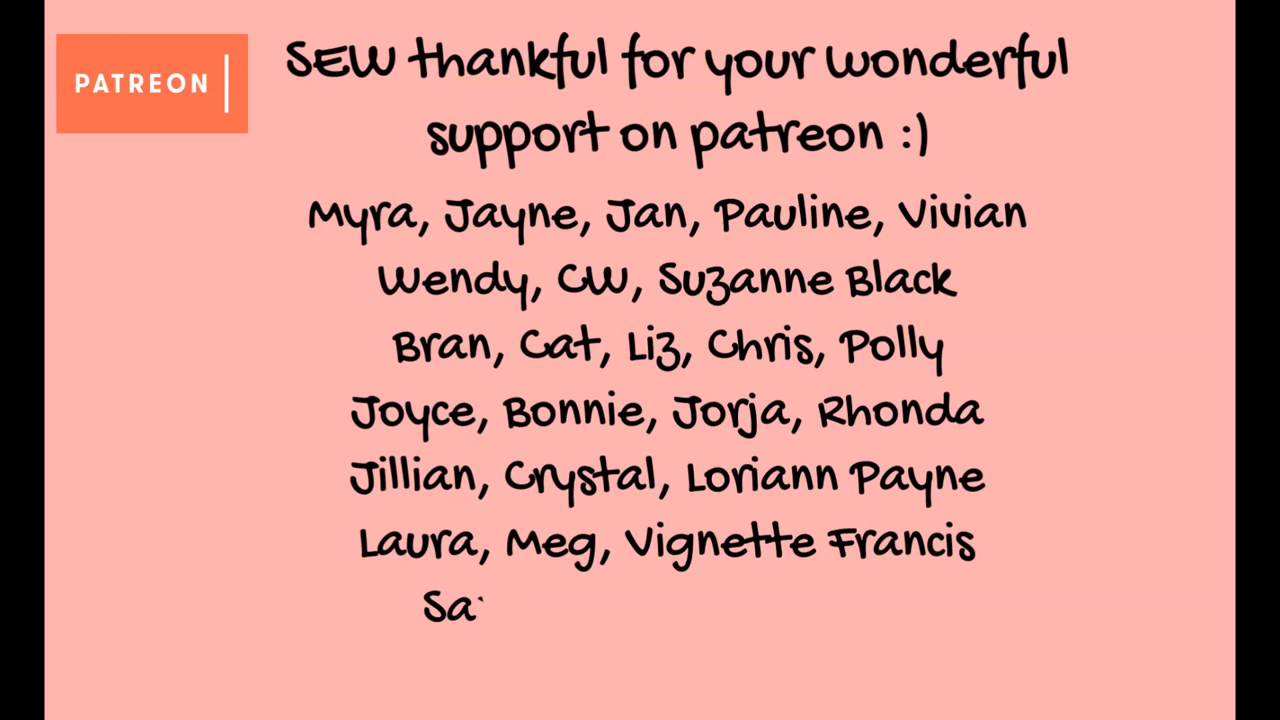 PATREON
SEW thankful for your wonderful
support on patreon :)
Myra, Jayne, Jan, Pauline, Vivian
Wendy, CW, Suzanne Black
Bran, Cat, Liz, Chris, Polly
Joyce, Bonnie, Jorja, Rhonda
Jillian, Crystal, Loriann Payne
Laura, Meg, Vignette Francis